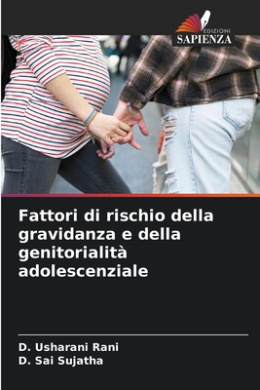 EDIZIONI
SAPIENZA
Fattori di rischio della
gravidanza e della
genitorialità
adolescenziale
D. Usharani Rani
D. Sai Sujatha